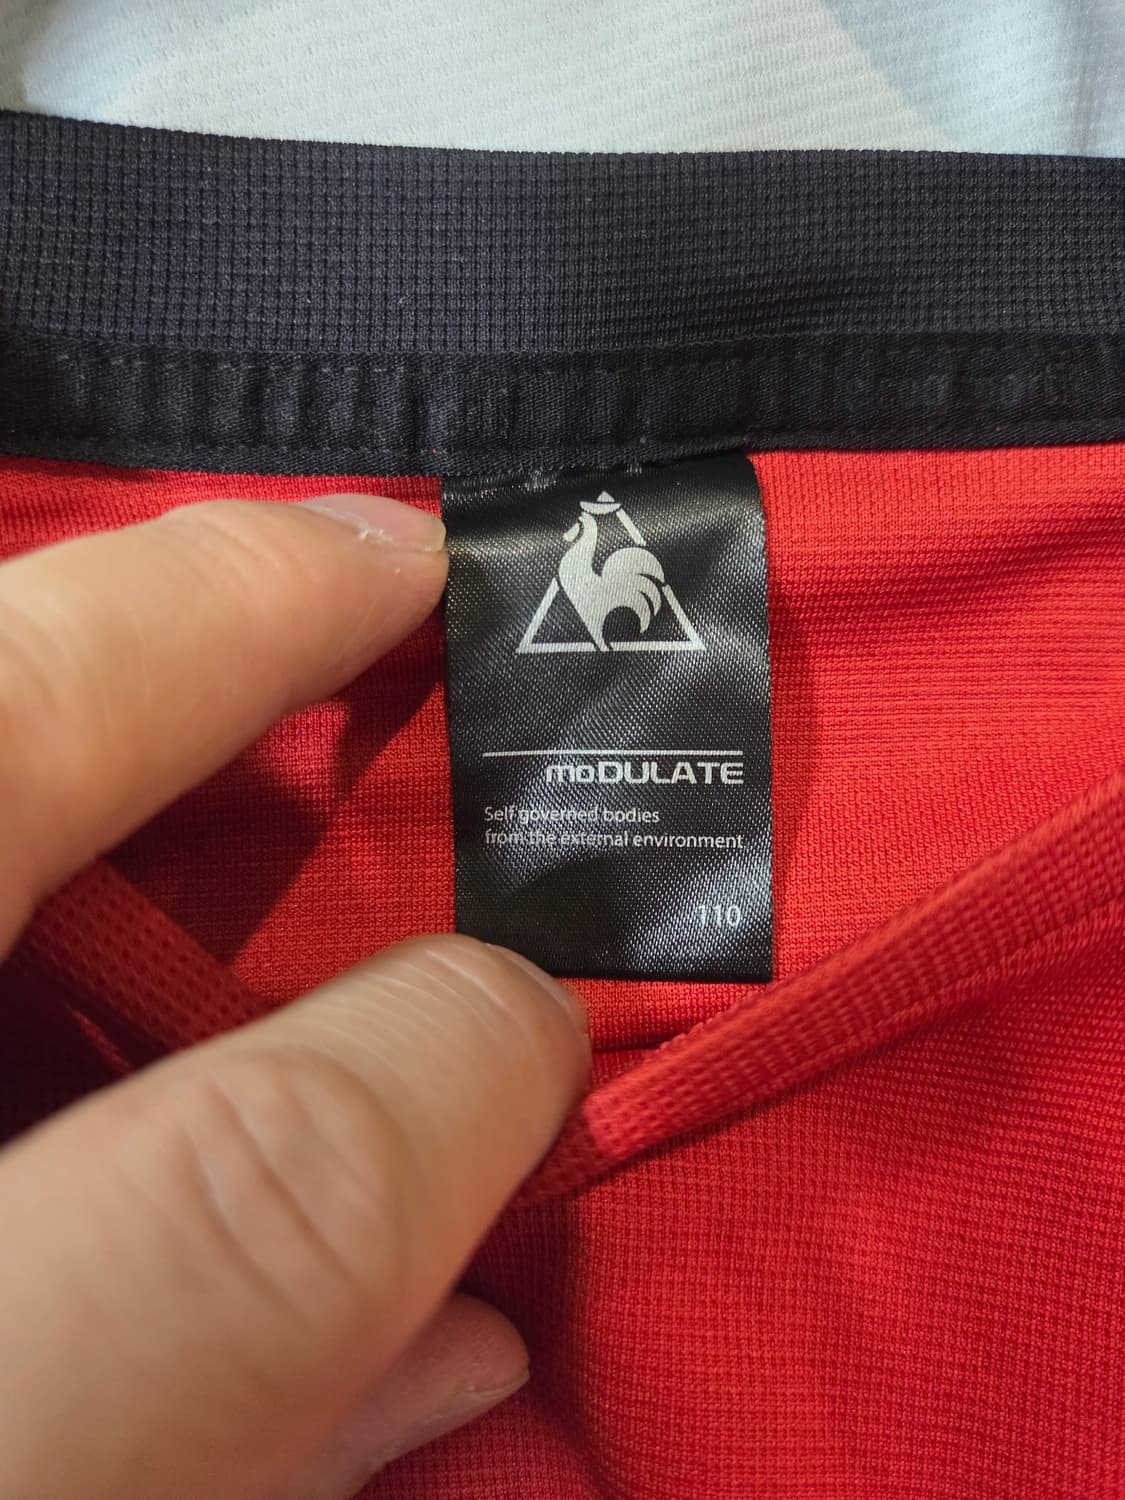 moDULATE
Self governed bodies
from the external environment
110